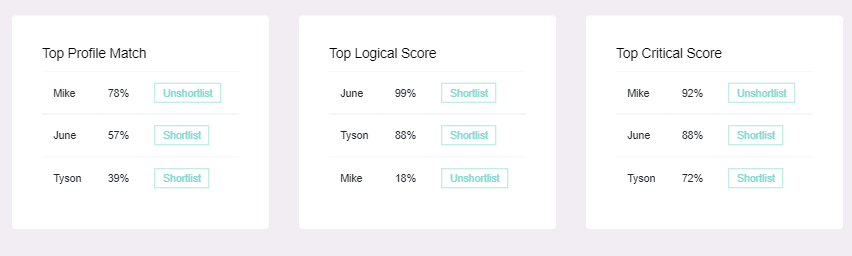 Top Profile Match
Mike 78% Unshortlist
June 57% Shortlist
Tyson 39% Shortlist
Top Logical Score
June 99% Shortlist
Tyson 88% Shortlist
Mike 18% Unshortlist
Top Critical Score
Mike 92% Unshortlist
June 88% Shortlist
Tyson 72% Shortlist